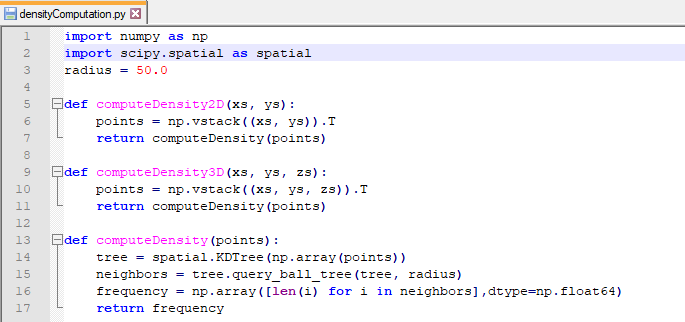 densityComputation.py
1 import numpy as np
2 import scipy.spatial as spatial
3 radius = 50.0
4
5 def computeDensity2D(xs, ys):
6     points = np.vstack((xs, ys)).T
7     return computeDensity(points)
8
9 def computeDensity3D(xs, ys, zs):
10     points = np.vstack((xs, ys, zs)).T
11     return computeDensity(points)
12
13 def computeDensity(points):
14     tree = spatial.KDTree(np.array(points))
15     neighbors = tree.query_ball_tree(tree, radius)
16     frequency = np.array([len(i) for i in neighbors],dtype=np.float64)
17     return frequency